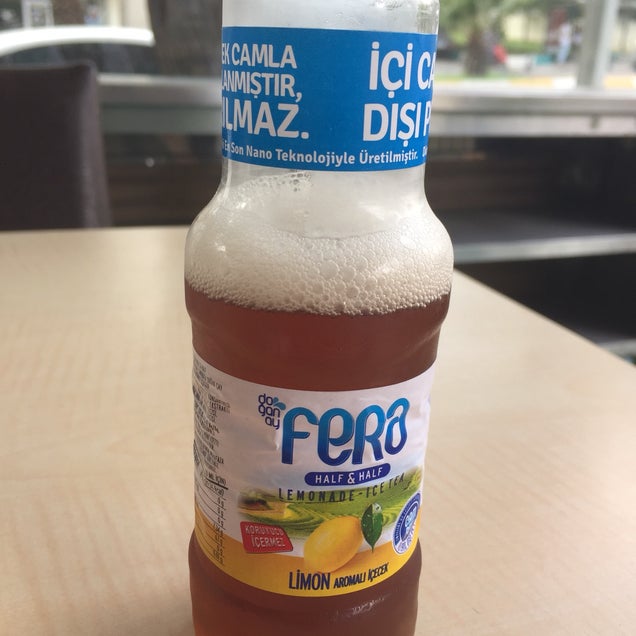 EK CAMLA
ANMIŞTIR,
ILMAZ.
İÇİ CA
DIŞI P
En Son Nano Teknolojiyle Üretilmiştir.
doğanay
FERA
HALF & HALF
LEMONADE - ICE TEA
KORUYUCU
İÇERMEZ
LİMON AROMALI İÇECEK